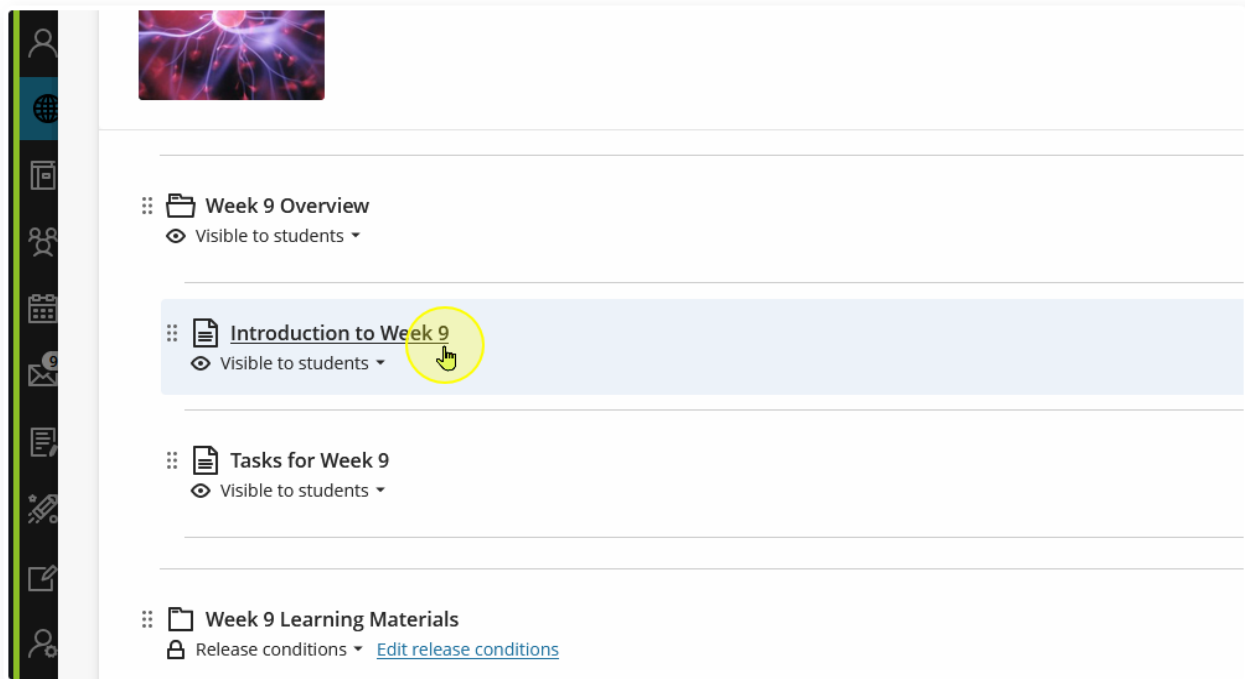 Week 9 Overview
Visible to students
Introduction to Week 9
Visible to students
9
Tasks for Week 9
Visible to students
Week 9 Learning Materials
Release conditions Edit release conditions